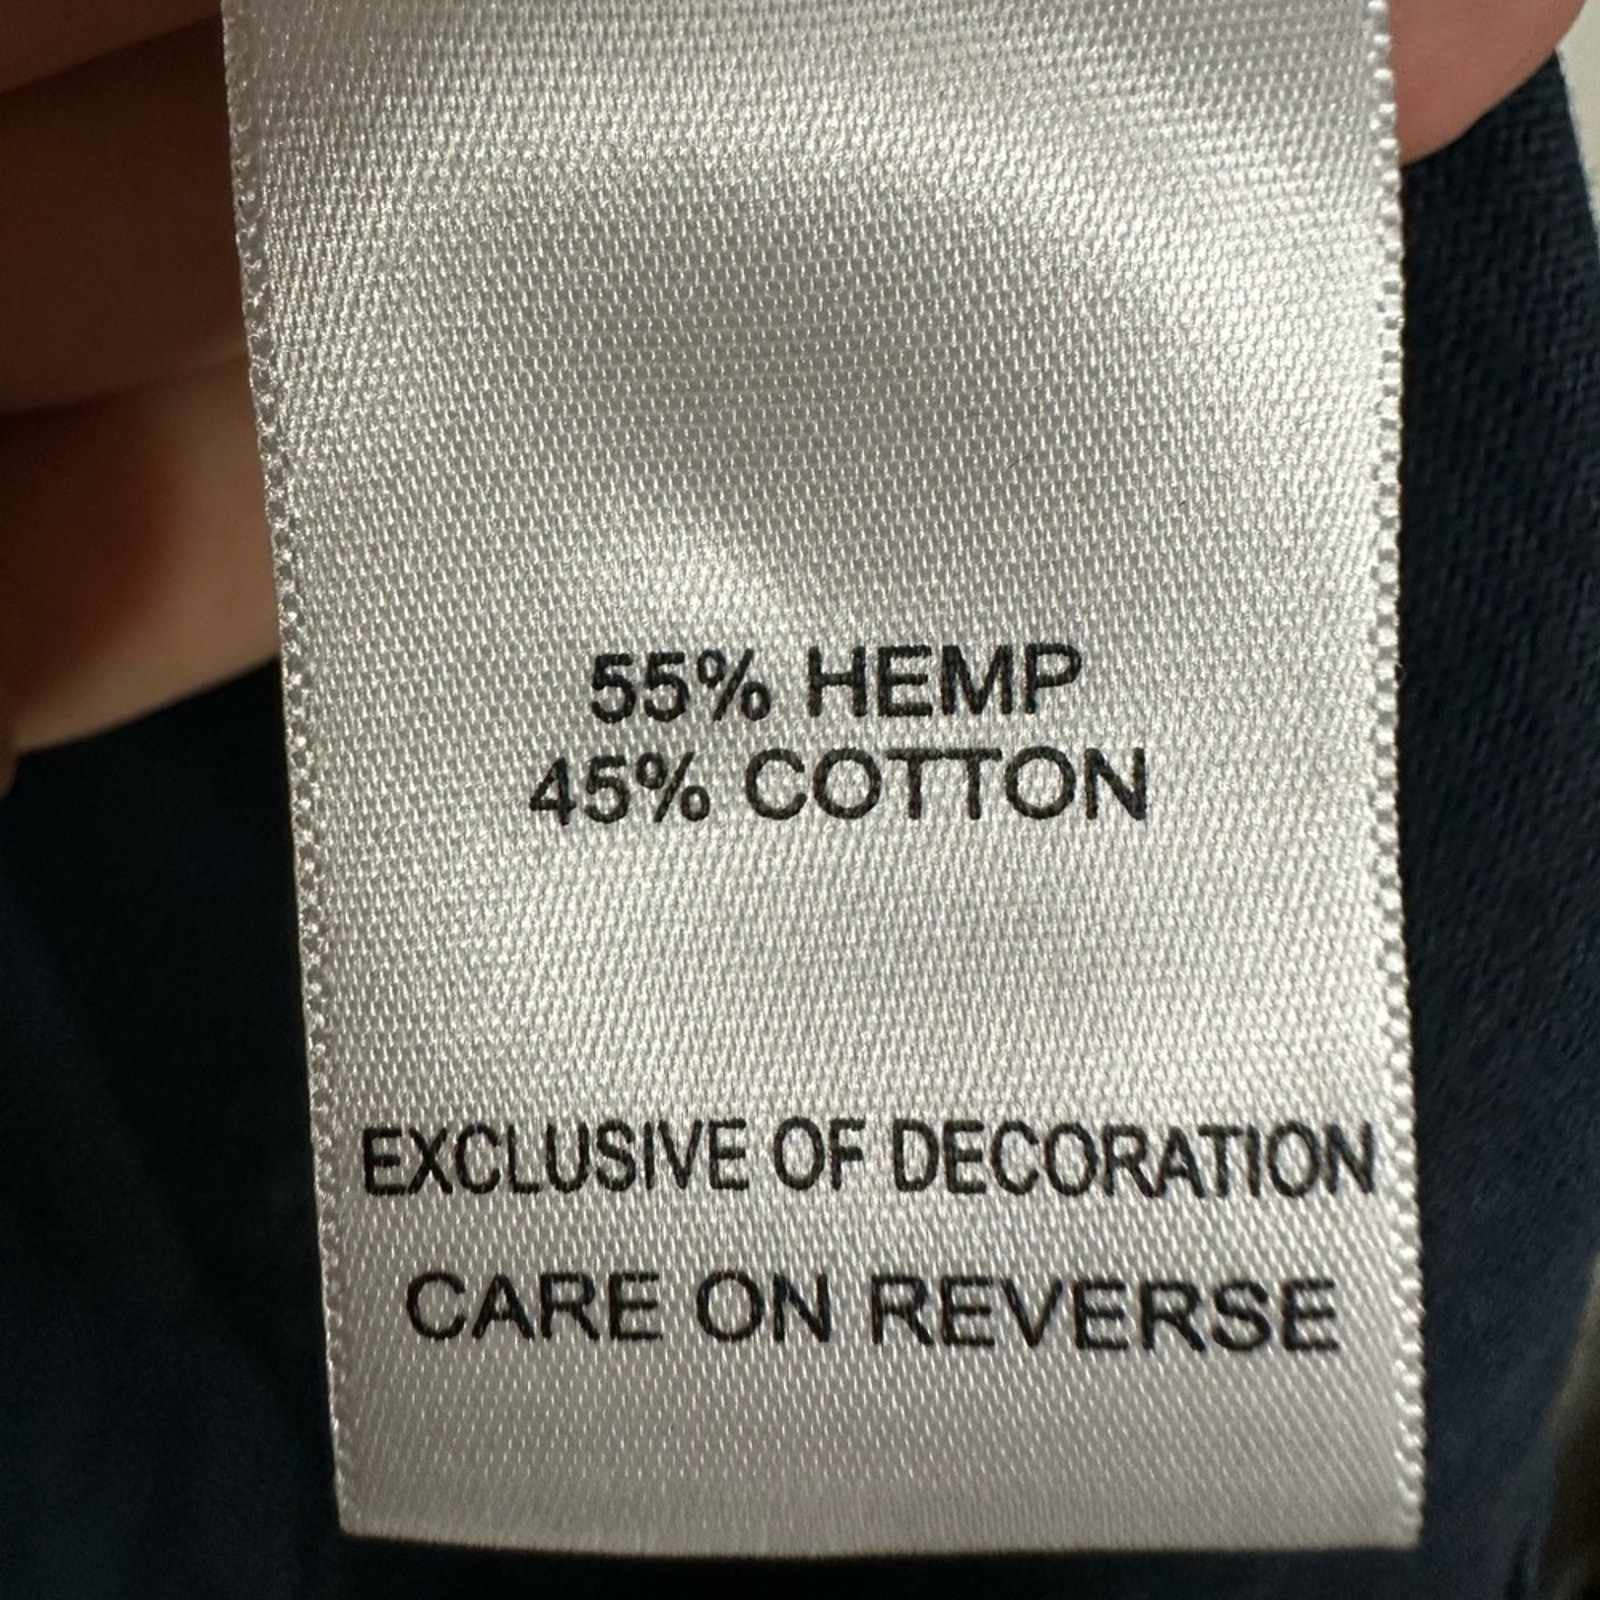 55% HEMP
45% COTTON
EXCLUSIVE OF DECORATION
CARE ON REVERSE